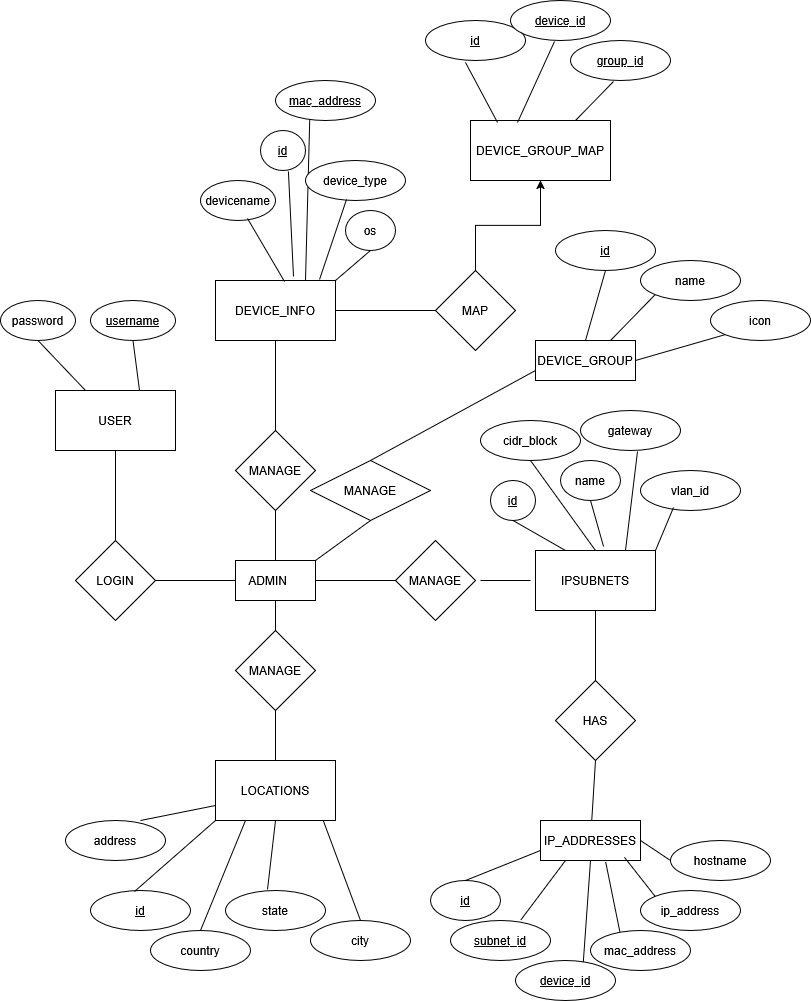 device_id
id
group_id
mac_address
DEVICE_GROUP_MAP
id
device_type
devicename
os
id
name
DEVICE_INFO
MAP
icon
password
username
DEVICE_GROUP
USER
cidr_block
gateway
MANAGE
name
MANAGE
id
vlan_id
LOGIN
ADMIN
MANAGE
IPSUBNETS
MANAGE
HAS
LOCATIONS
address
IP_ADDRESSES
hostname
id
state
id
ip_address
country
city
subnet_id
mac_address
device_id